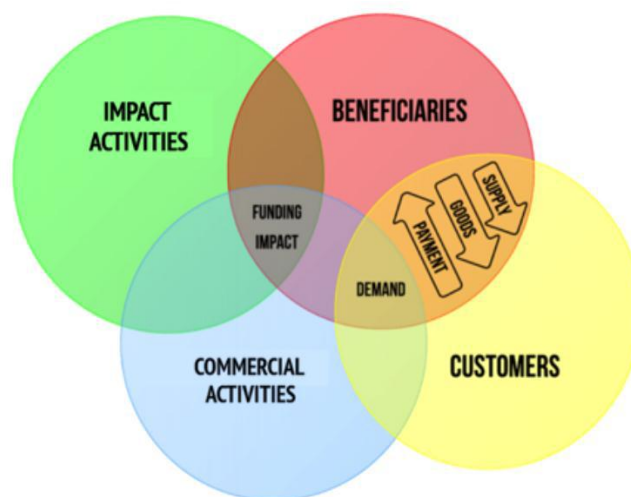 IMPACT
ACTIVITIES
BENEFICIARIES
SUPPLY
GOODS
PAYMENT
FUNDING
IMPACT
DEMAND
COMMERCIAL
ACTIVITIES
CUSTOMERS